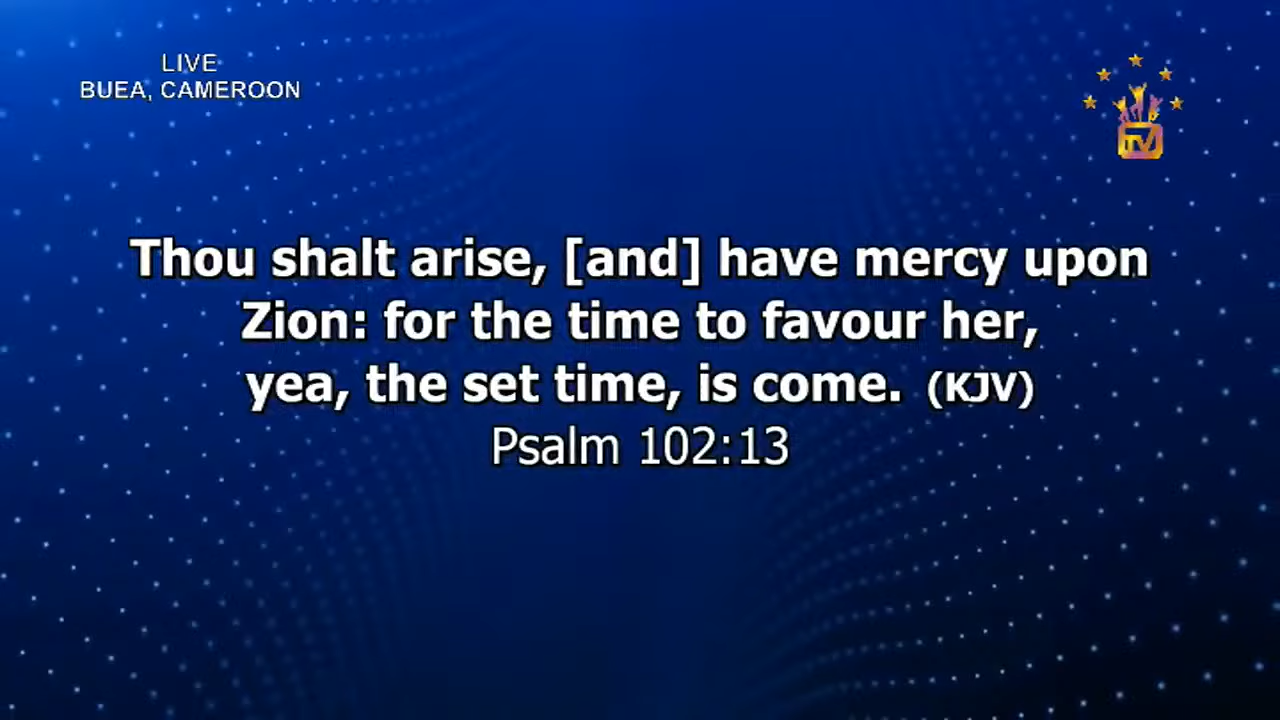 LIVE
BUEA, CAMEROON
TV
Thou shalt arise, [and] have mercy upon
Zion: for the time to favour her,
yea, the set time, is come. (KJV)
Psalm 102:13